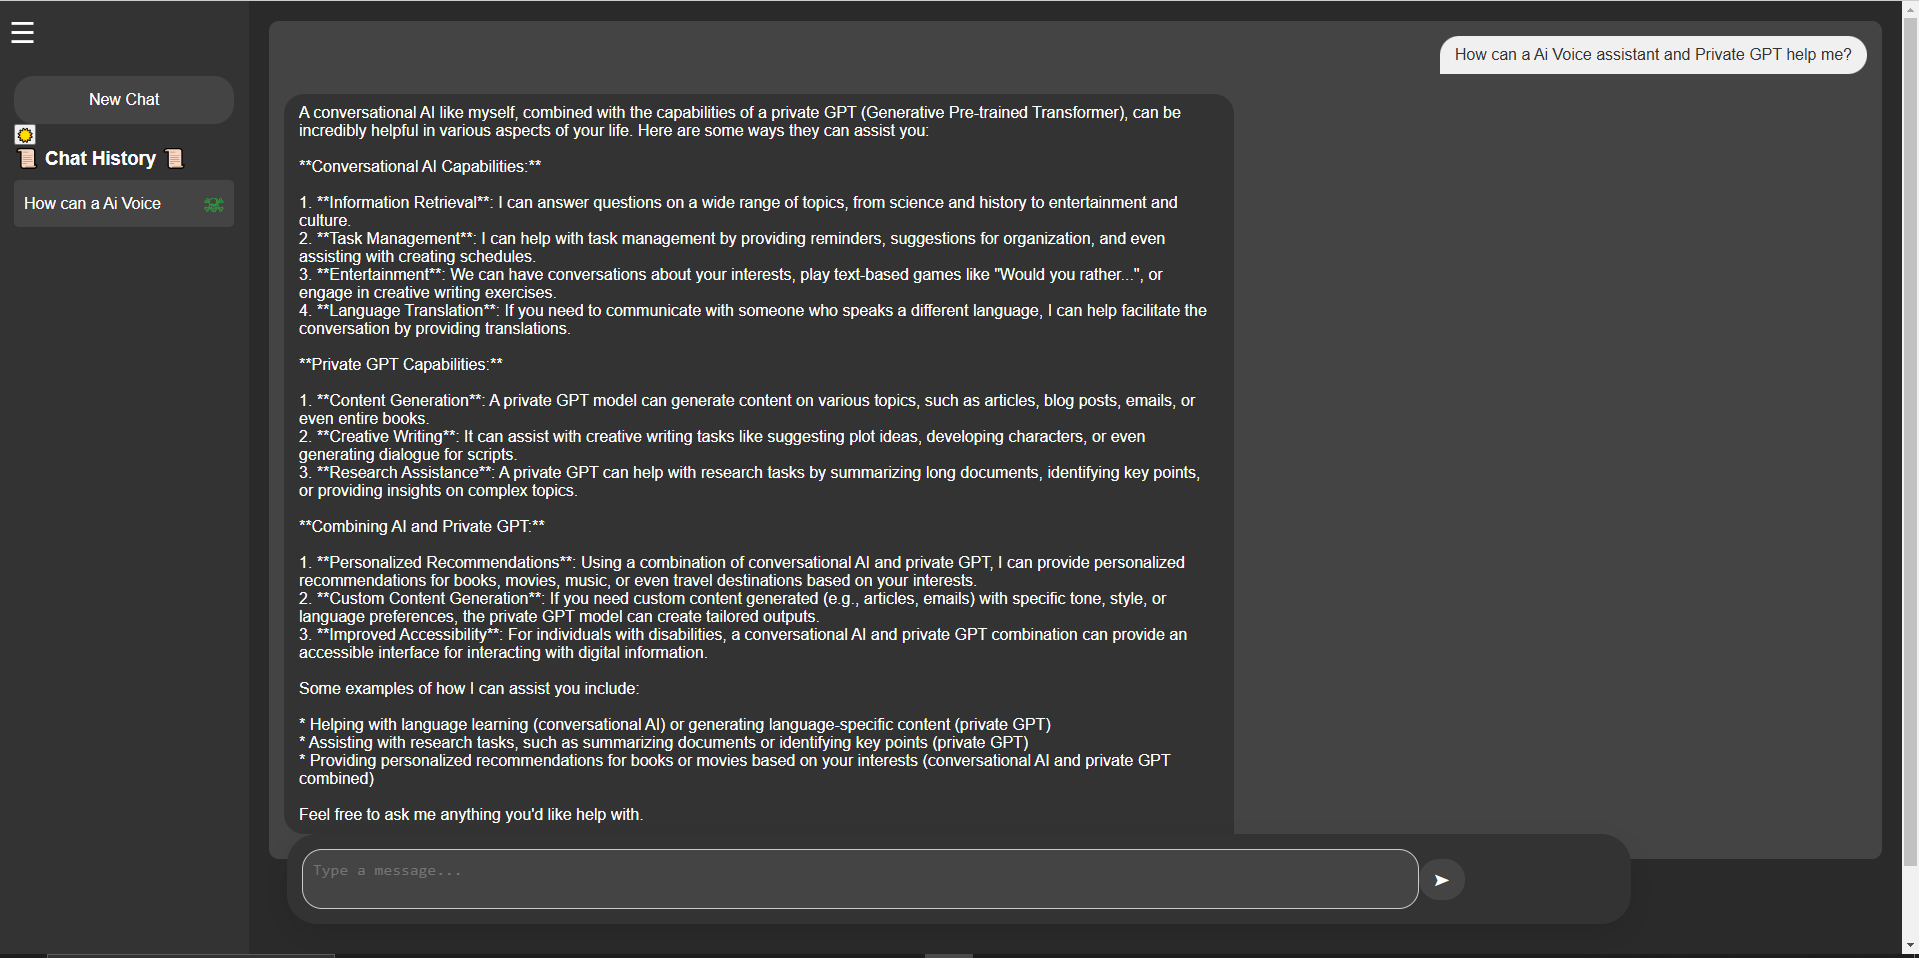 New Chat
Chat History
How can a Ai Voice
How can a Ai Voice assistant and Private GPT help me?
A conversational AI like myself, combined with the capabilities of a private GPT (Generative Pre-trained Transformer), can be
incredibly helpful in various aspects of your life. Here are some ways they can assist you:
**Conversational AI Capabilities:**
1. **Information Retrieval**: I can answer questions on a wide range of topics, from science and history to entertainment and
culture.
2. **Task Management**: I can help with task management by providing reminders, suggestions for organization, and even
assisting with creating schedules.
3. **Entertainment**: We can have conversations about your interests, play text-based games like "Would you rather...", or
engage in creative writing exercises.
4. **Language Translation**: If you need to communicate with someone who speaks a different language, I can help facilitate the
conversation by providing translations.
**Private GPT Capabilities:**
1. **Content Generation**: A private GPT model can generate content on various topics, such as articles, blog posts, emails, or
even entire books.
2. **Creative Writing**: It can assist with creative writing tasks like suggesting plot ideas, developing characters, or even
generating dialogue for scripts.
3. **Research Assistance**: A private GPT can help with research tasks by summarizing long documents, identifying key points,
or providing insights on complex topics.
**Combining AI and Private GPT:**
1. **Personalized Recommendations**: Using a combination of conversational AI and private GPT, I can provide personalized
recommendations for books, movies, music, or even travel destinations based on your interests.
2. **Custom Content Generation**: If you need custom content generated (e.g., articles, emails) with specific tone, style, or
language preferences, the private GPT model can create tailored outputs.
3. **Improved Accessibility**: For individuals with disabilities, a conversational AI and private GPT combination can provide an
accessible interface for interacting with digital information.
Some examples of how I can assist you include:
* Helping with language learning (conversational AI) or generating language-specific content (private GPT)
* Assisting with research tasks, such as summarizing documents or identifying key points (private GPT)
* Providing personalized recommendations for books or movies based on your interests (conversational AI and private GPT
combined)
Feel free to ask me anything you'd like help with.
Type a message...